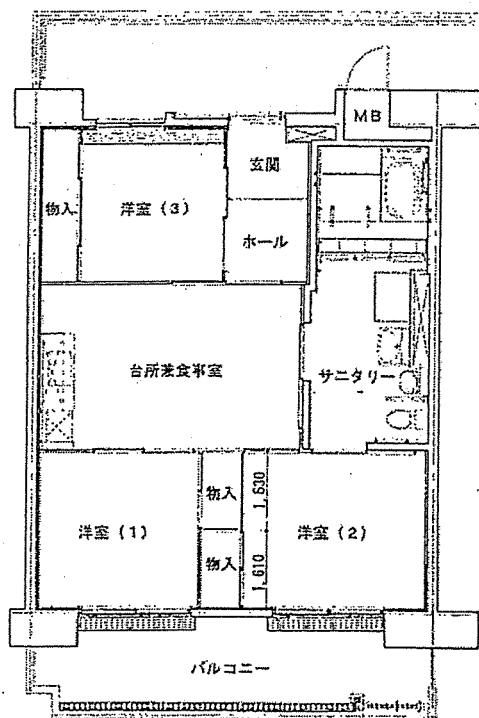 MB
玄関
物入
洋室（3）
ホール
台所兼食事室
サニタリー
物入
1,630
洋室（1）
洋室（2）
物入
1,610
バルコニー